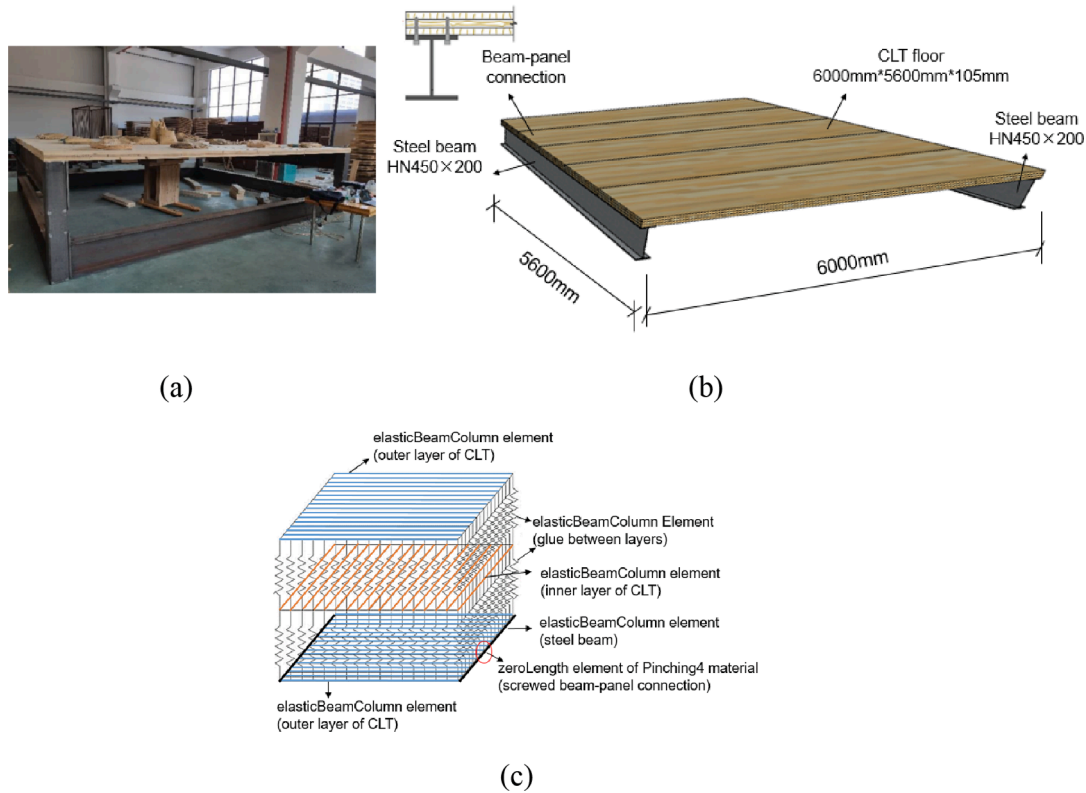 Beam-panel
connection
CLT floor
6000mm*5600mm*105mm
Steel beam
HN450×200
Steel beam
HN450×200
5600mm
6000mm
(a)
(b)
elasticBeamColumn element
(outer layer of CLT)
elasticBeamColumn Element
(glue between layers)
elasticBeamColumn element
(inner layer of CLT)
elasticBeamColumn element
(steel beam)
zeroLength element of Pinching4 material
(screwed beam-panel connection)
elasticBeamColumn element
(outer layer of CLT)
(c)